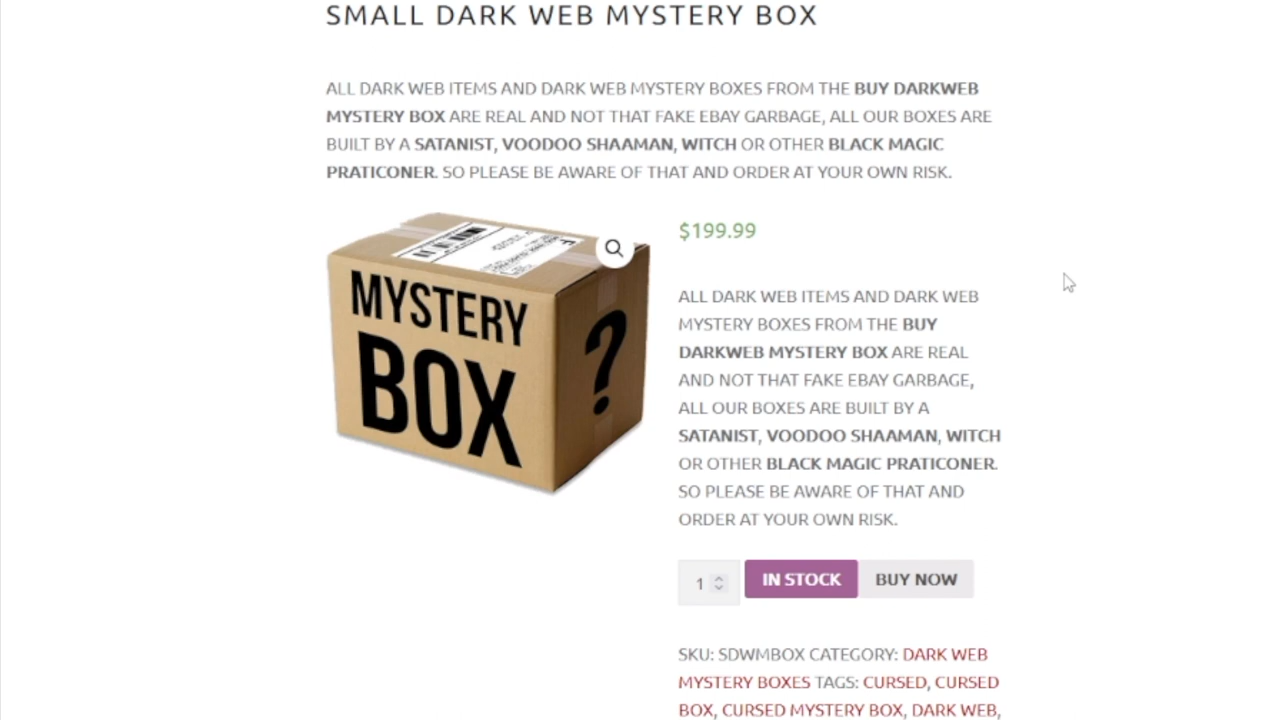 SMALL DARK WEB MYSTERY BOX
ALL DARK WEB ITEMS AND DARK WEB MYSTERY BOXES FROM THE BUY DARKWEB
MYSTERY BOX ARE REAL AND NOT THAT FAKE EBAY GARBAGE, ALL OUR BOXES ARE
BUILT BY A SATANIST, VOODOO SHAAMAN, WITCH OR OTHER BLACK MAGIC
PRATICONER. SO PLEASE BE AWARE OF THAT AND ORDER AT YOUR OWN RISK.
MYSTERY
BOX
?
$199.99
ALL DARK WEB ITEMS AND DARK WEB
MYSTERY BOXES FROM THE BUY
DARKWEB MYSTERY BOX ARE REAL
AND NOT THAT FAKE EBAY GARBAGE,
ALL OUR BOXES ARE BUILT BY A
SATANIST, VOODOO SHAAMAN, WITCH
OR OTHER BLACK MAGIC PRATICONER.
SO PLEASE BE AWARE OF THAT AND
ORDER AT YOUR OWN RISK.
1 IN STOCK BUY NOW
SKU: SDWMBOX CATEGORY: DARK WEB
MYSTERY BOXES TAGS: CURSED, CURSED
BOX, CURSED MYSTERY BOX, DARK WEB,